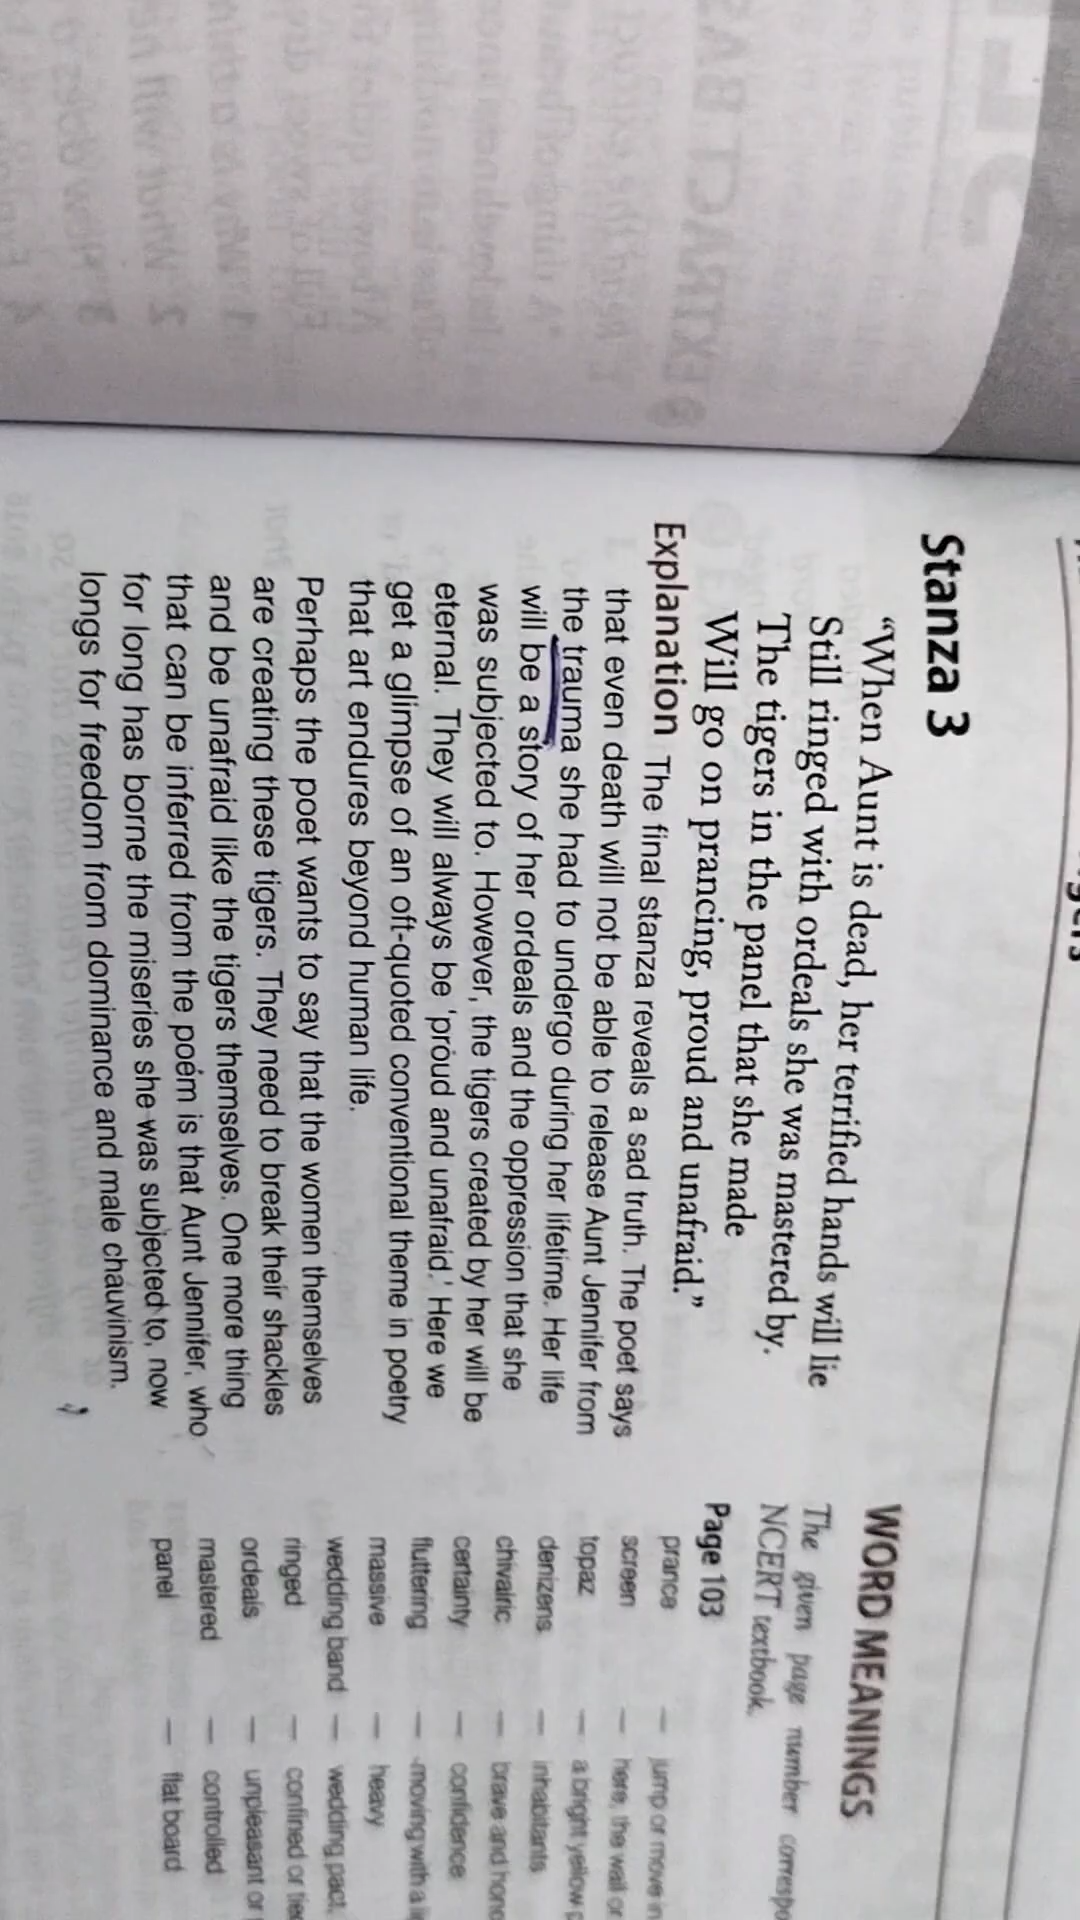 Stanza 3
“When Aunt is dead, her terrified hands will lie
Still ringed with ordeals she was mastered by.
The tigers in the panel that she made
Will go on prancing, proud and unafraid.”
Explanation The final stanza reveals a sad truth. The poet says
that even death will not be able to release Aunt Jennifer from
the trauma she had to undergo during her lifetime. Her life
will be a story of her ordeals and the oppression that she
was subjected to. However, the tigers created by her will be
eternal. They will always be 'proud and unafraid.' Here we
get a glimpse of an oft-quoted conventional theme in poetry
that art endures beyond human life.
Perhaps the poet wants to say that the women themselves
are creating these tigers. They need to break their shackles
and be unafraid like the tigers themselves. One more thing
that can be inferred from the poem is that Aunt Jennifer, who
for long has borne the miseries she was subjected to, now
longs for freedom from dominance and male chauvinism.
WORD MEANINGS
The given page number
NCERT textbook.
Page 103
prance — jump or move in
screen — here, the wall or
topaz — a bright yellow
denizens — inhabitants
chivalric — brave and
certainty — confidence
fluttering — moving with a
massive — heavy
wedding band — wedding pact,
ringed — confined or
ordeals — unpleasant or
mastered — controlled
panel — flat board